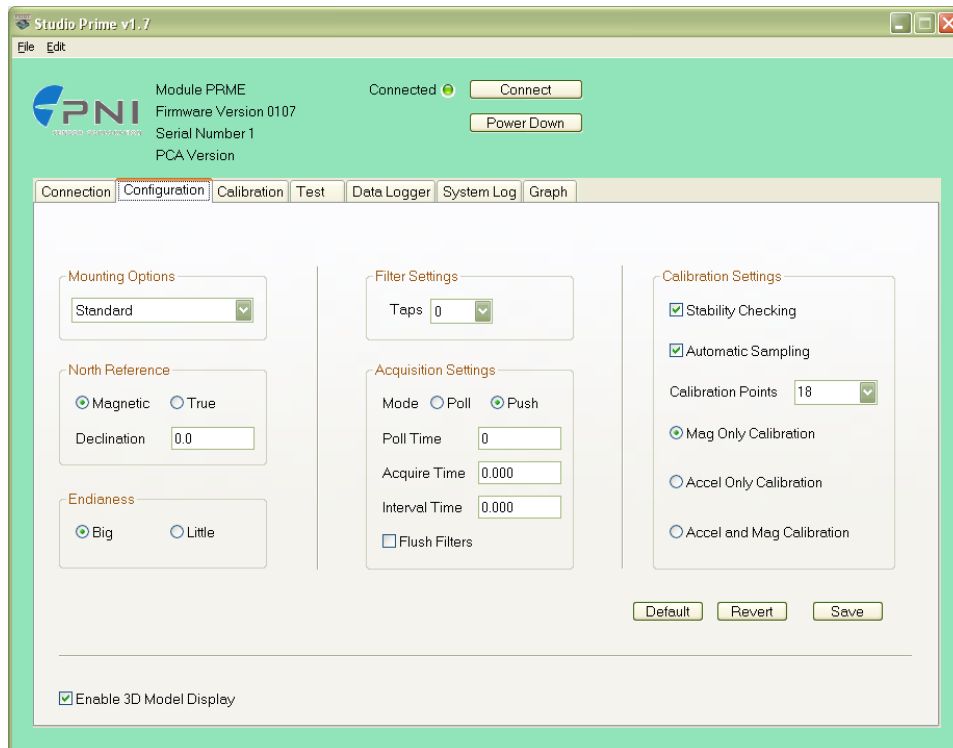 Studio Prime v1.7
File Edit
PNI
Module PRME
Firmware Version 0107
Serial Number 1
PCA Version
Connected
Connect
Power Down
Connection Configuration Calibration Test Data Logger System Log Graph
Mounting Options
Standard
North Reference
Magnetic True
Declination 0.0
Endianess
Big Little
Filter Settings
Taps 0
Acquisition Settings
Mode Poll Push
Poll Time 0
Acquire Time 0.000
Interval Time 0.000
Flush Filters
Calibration Settings
Stability Checking
Automatic Sampling
Calibration Points 18
Mag Only Calibration
Accel Only Calibration
Accel and Mag Calibration
Default Revert Save
Enable 3D Model Display